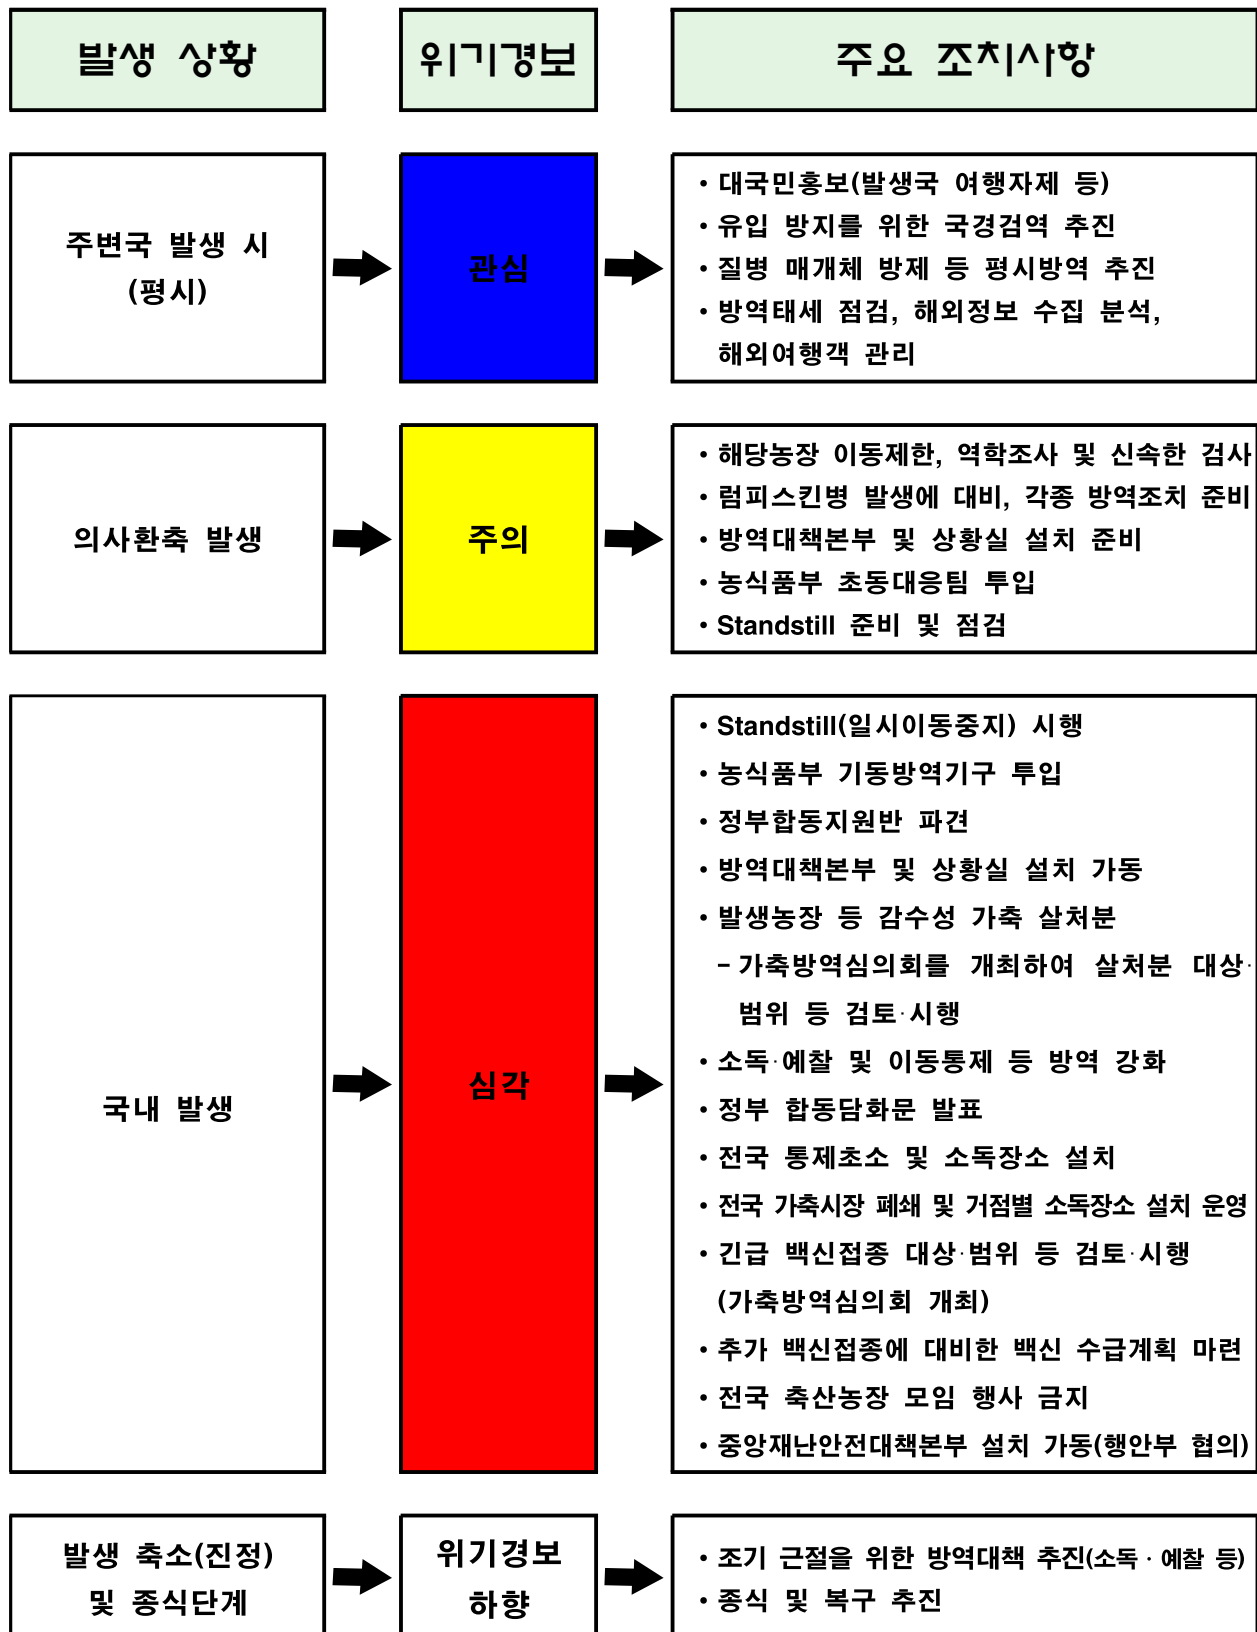 발생 상황
위기경보
주요 조치사항
주변국 발생 시
(평시)
관심
• 대국민홍보(발생국 여행자제 등)
• 유입 방지를 위한 국경검역 추진
• 질병 매개체 방제 등 평시방역 추진
• 방역태세 점검, 해외정보 수집 분석,
해외여행객 관리
의사환축 발생
주의
• 해당농장 이동제한, 역학조사 및 신속한 검사
• 럼피스킨병 발생에 대비, 각종 방역조치 준비
• 방역대책본부 및 상황실 설치 준비
• 농식품부 초동대응팀 투입
• Standstill 준비 및 점검
국내 발생
심각
• Standstill(일시이동중지) 시행
• 농식품부 기동방역기구 투입
• 정부합동지원반 파견
• 방역대책본부 및 상황실 설치 가동
• 발생농장 등 감수성 가축 살처분
– 가축방역심의회를 개최하여 살처분 대상·
범위 등 검토·시행
• 소독·예찰 및 이동통제 등 방역 강화
• 정부 합동담화문 발표
• 전국 통제초소 및 소독장소 설치
• 전국 가축시장 폐쇄 및 거점별 소독장소 설치 운영
• 긴급 백신접종 대상·범위 등 검토·시행
(가축방역심의회 개최)
• 추가 백신접종에 대비한 백신 수급계획 마련
• 전국 축산농장 모임 행사 금지
• 중앙재난안전대책본부 설치 가동(행안부 협의)
발생 축소(진정)
및 종식단계
위기경보
하향
• 조기 근절을 위한 방역대책 추진(소독·예찰 등)
• 종식 및 복구 추진